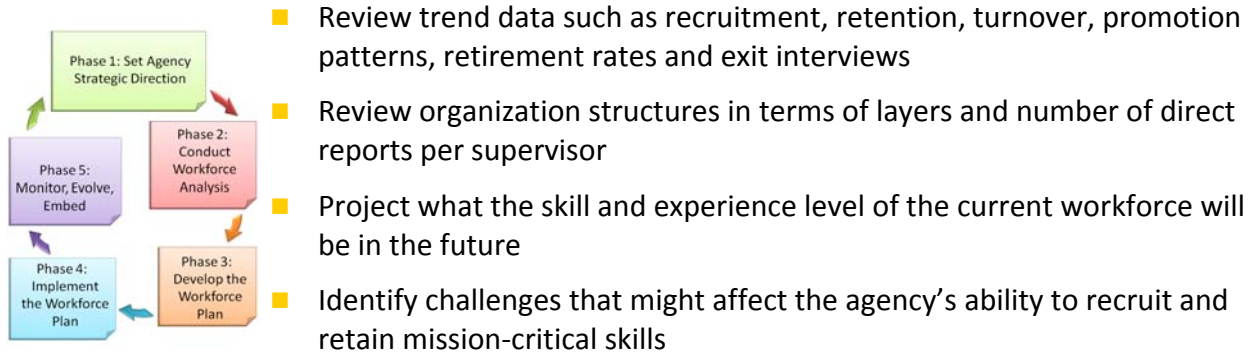 Phase 1: Set Agency
Strategic Direction
Phase 2:
Conduct
Workforce
Analysis
Phase 3:
Develop the
Workforce
Plan
Phase 4:
Implement
the Workforce
Plan
Phase 5:
Monitor, Evolve,
Embed
Review trend data such as recruitment, retention, turnover, promotion
patterns, retirement rates and exit interviews
Review organization structures in terms of layers and number of direct
reports per supervisor
Project what the skill and experience level of the current workforce will
be in the future
Identify challenges that might affect the agency’s ability to recruit and
retain mission-critical skills